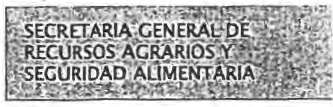 SECRETARIA GENERAL DE
RECURSOS AGRARIOS Y
SEGURIDAD ALIMENTARIA